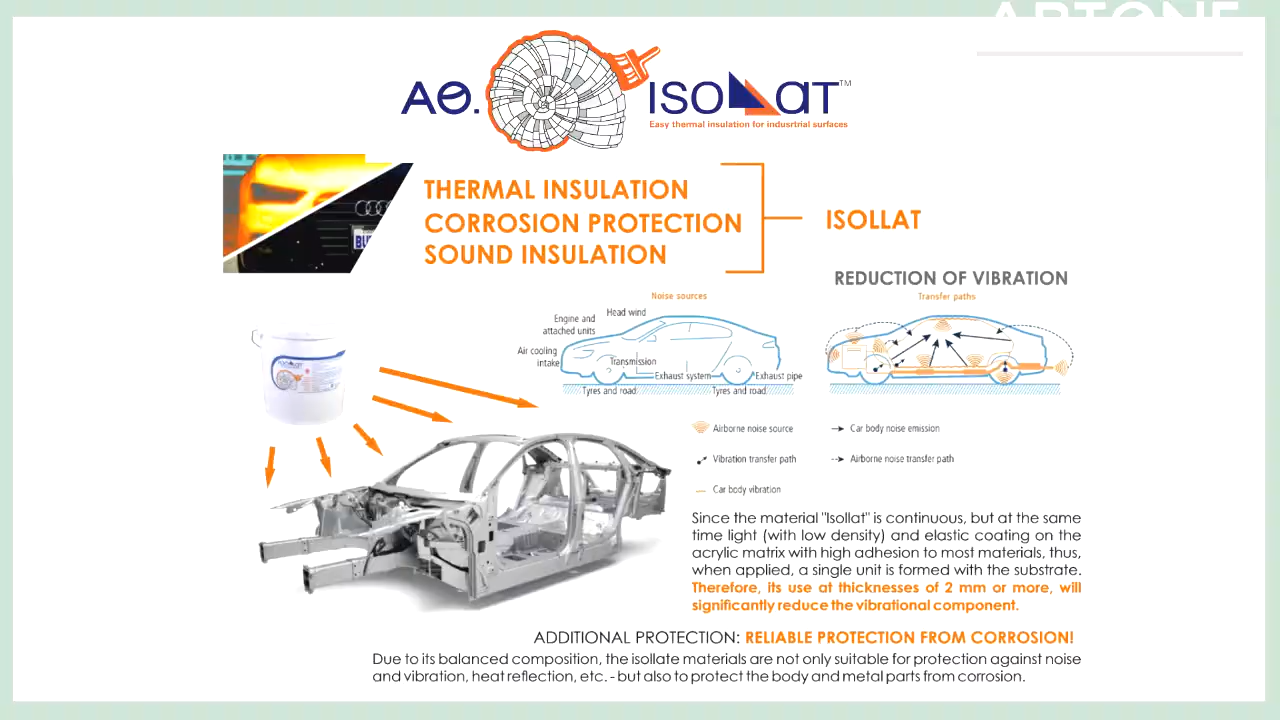 AΘ.
ISOLLAT™
Easy thermal insulation for indusrtrial surfaces
THERMAL INSULATION
CORROSION PROTECTION
SOUND INSULATION
ISOLLAT
REDUCTION OF VIBRATION
Noise sources
Transfer paths
Head wind
Engine and
attached units
Air cooling
intake
Transmission
Exhaust system
Exhaust pipe
Tyres and road
Tyres and road
Airborne noise source
Car body noise emission
Vibration transfer path
Airborne noise transfer path
Car body vibration
Since the material "Isollat" is continuous, but at the same
time light (with low density) and elastic coating on the
acrylic matrix with high adhesion to most materials, thus,
when applied, a single unit is formed with the substrate.
Therefore, its use at thicknesses of 2 mm or more, will
significantly reduce the vibrational component.
ADDITIONAL PROTECTION: RELIABLE PROTECTION FROM CORROSION!
Due to its balanced composition, the isollate materials are not only suitable for protection against noise
and vibration, heat reflection, etc. - but also to protect the body and metal parts from corrosion.